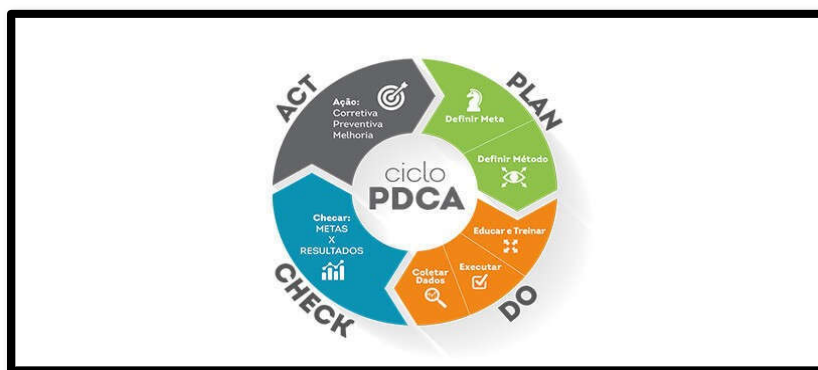 ciclo
PDCA
PLAN
Definir Meta
Definir Método
DO
Educar e Treinar
Executar
Coletar
Dados
CHECK
Checar:
METAS
X
RESULTADOS
ACT
Ação:
Corretiva
Preventiva
Melhoria